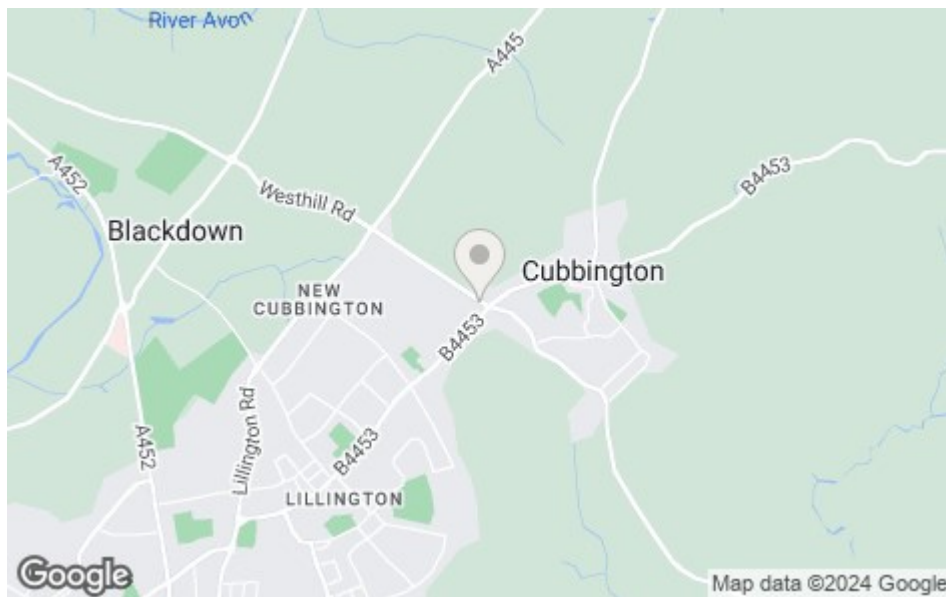 River Avon
A445
A452
Westhill Rd
B4453
Blackdown
Cubbington
NEW
CUBBINGTON
B4453
Lillington Rd
A452
B4453
LILLINGTON
Google
Map data ©2024 Google